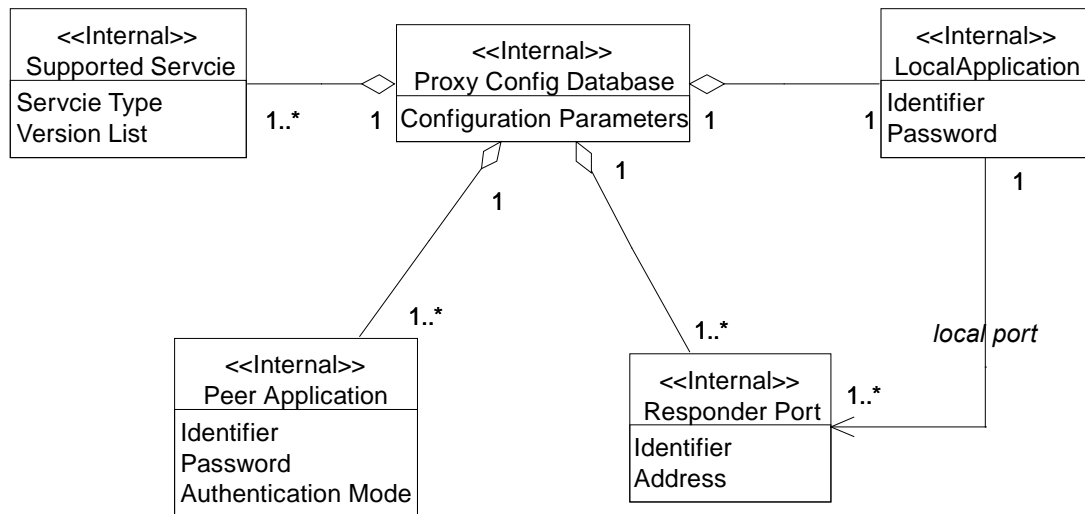 <<Internal>>
Supported Servcie
Servcie Type
Version List
1..*
1
<<Internal>>
Proxy Config Database
Configuration Parameters
1
1
<<Internal>>
LocalApplication
Identifier
Password
1
1
1
1..*
1..*
local port
1..*
<<Internal>>
Peer Application
Identifier
Password
Authentication Mode
<<Internal>>
Responder Port
Identifier
Address